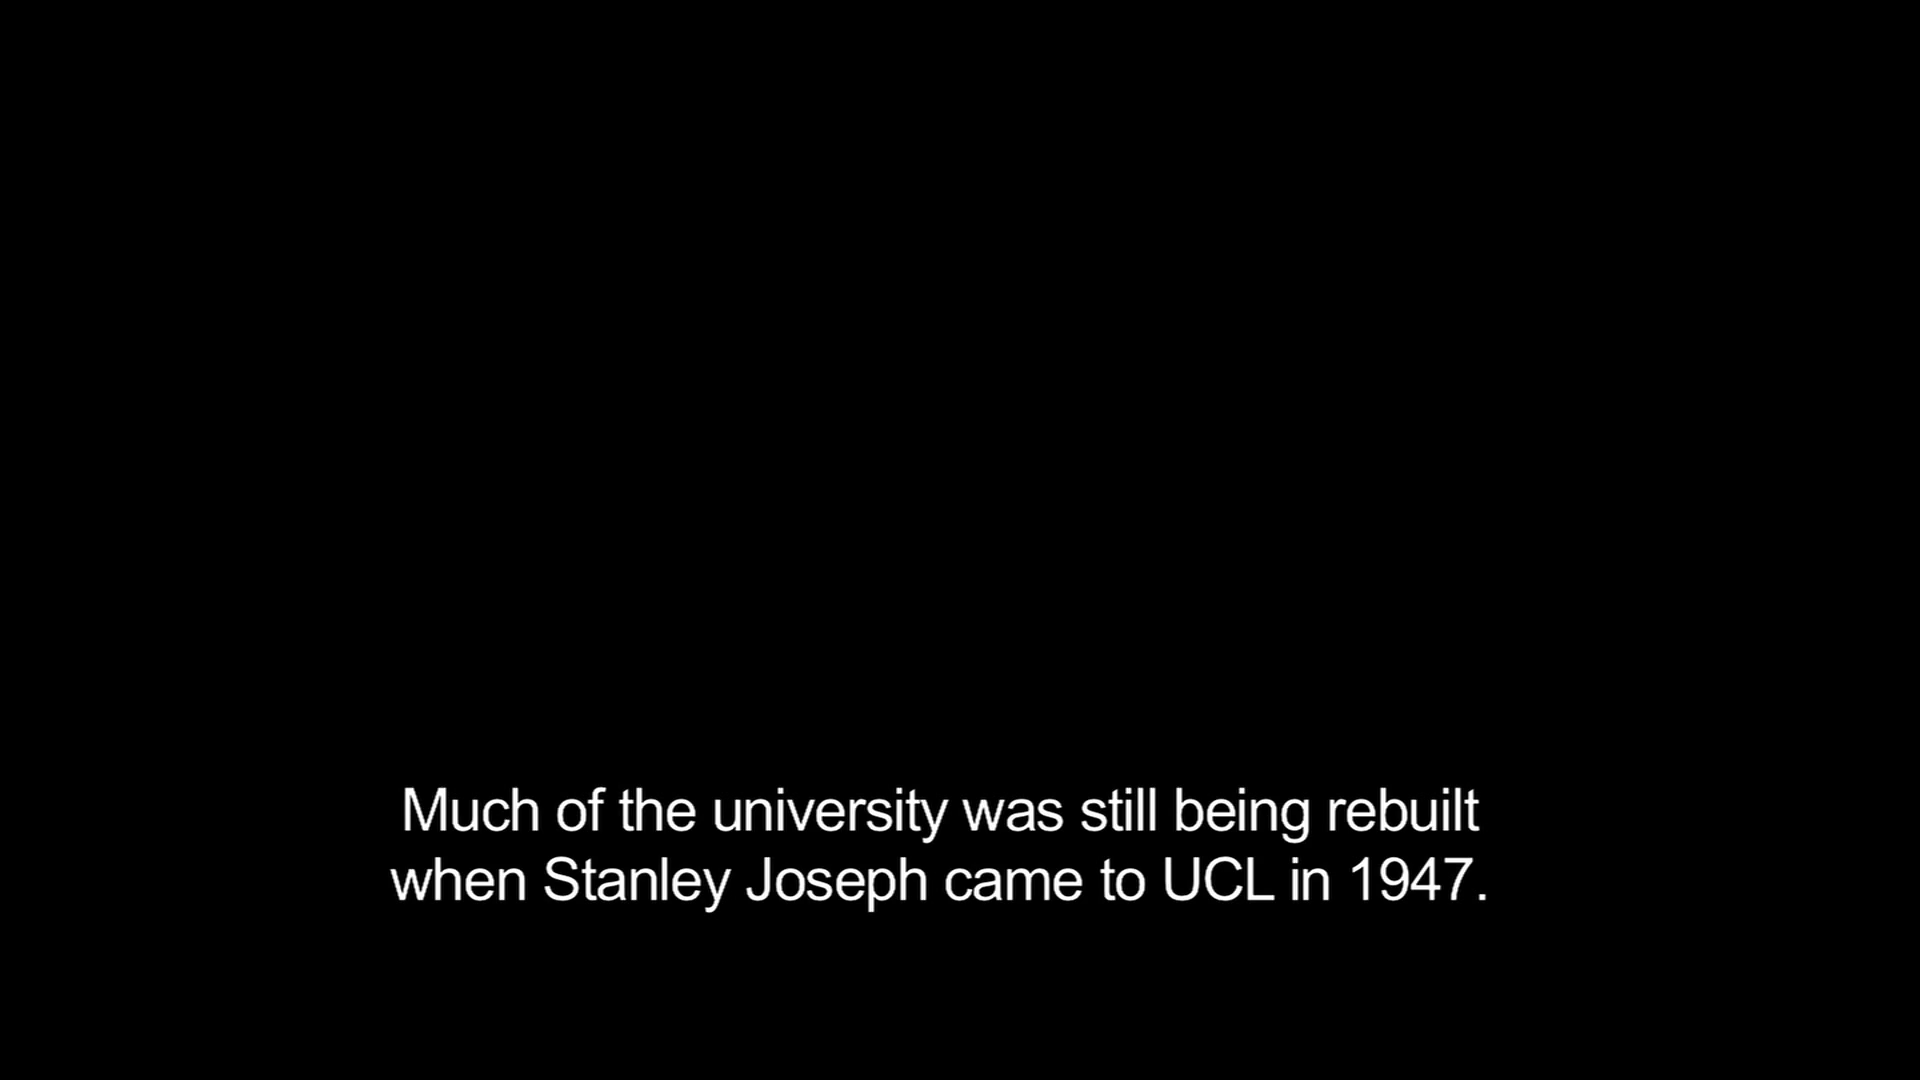 Much of the university was still being rebuilt
when Stanley Joseph came to UCL in 1947.